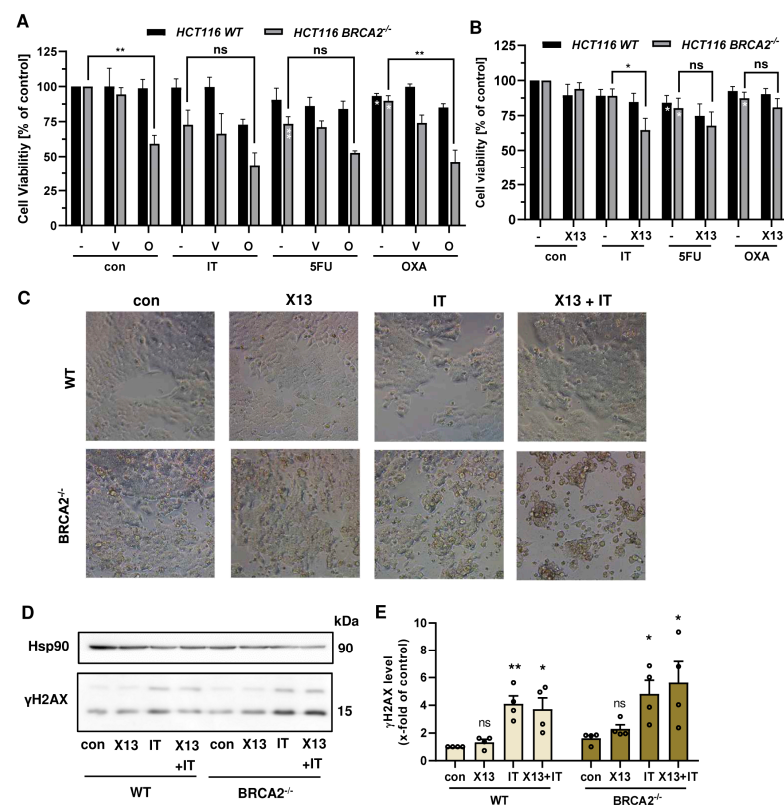 A
HCT116 WT HCT116 BRCA2-/-
Cell Viabilitiy [% of control]
125
100
75
50
25
0
** ns ns **
* * * *
- V O - V O - V O - V O
con IT 5FU OXA
B
HCT116 WT HCT116 BRCA2-/-
Cell viability [% of control]
125
100
75
50
25
0
* ns ns
* * *
- X13 - X13 - X13 - X13
con IT 5FU OXA
C
con X13 IT X13 + IT
WT
BRCA2-/-
D
kDa
Hsp90 90
γH2AX 15
con X13 IT X13 +IT con X13 IT X13 +IT
WT BRCA2-/-
E
γH2AX level
(x-fold of control)
10
8
6
4
2
0
ns ** * ns * *
con X13 IT X13+IT con X13 IT X13+IT
WT BRCA2-/-